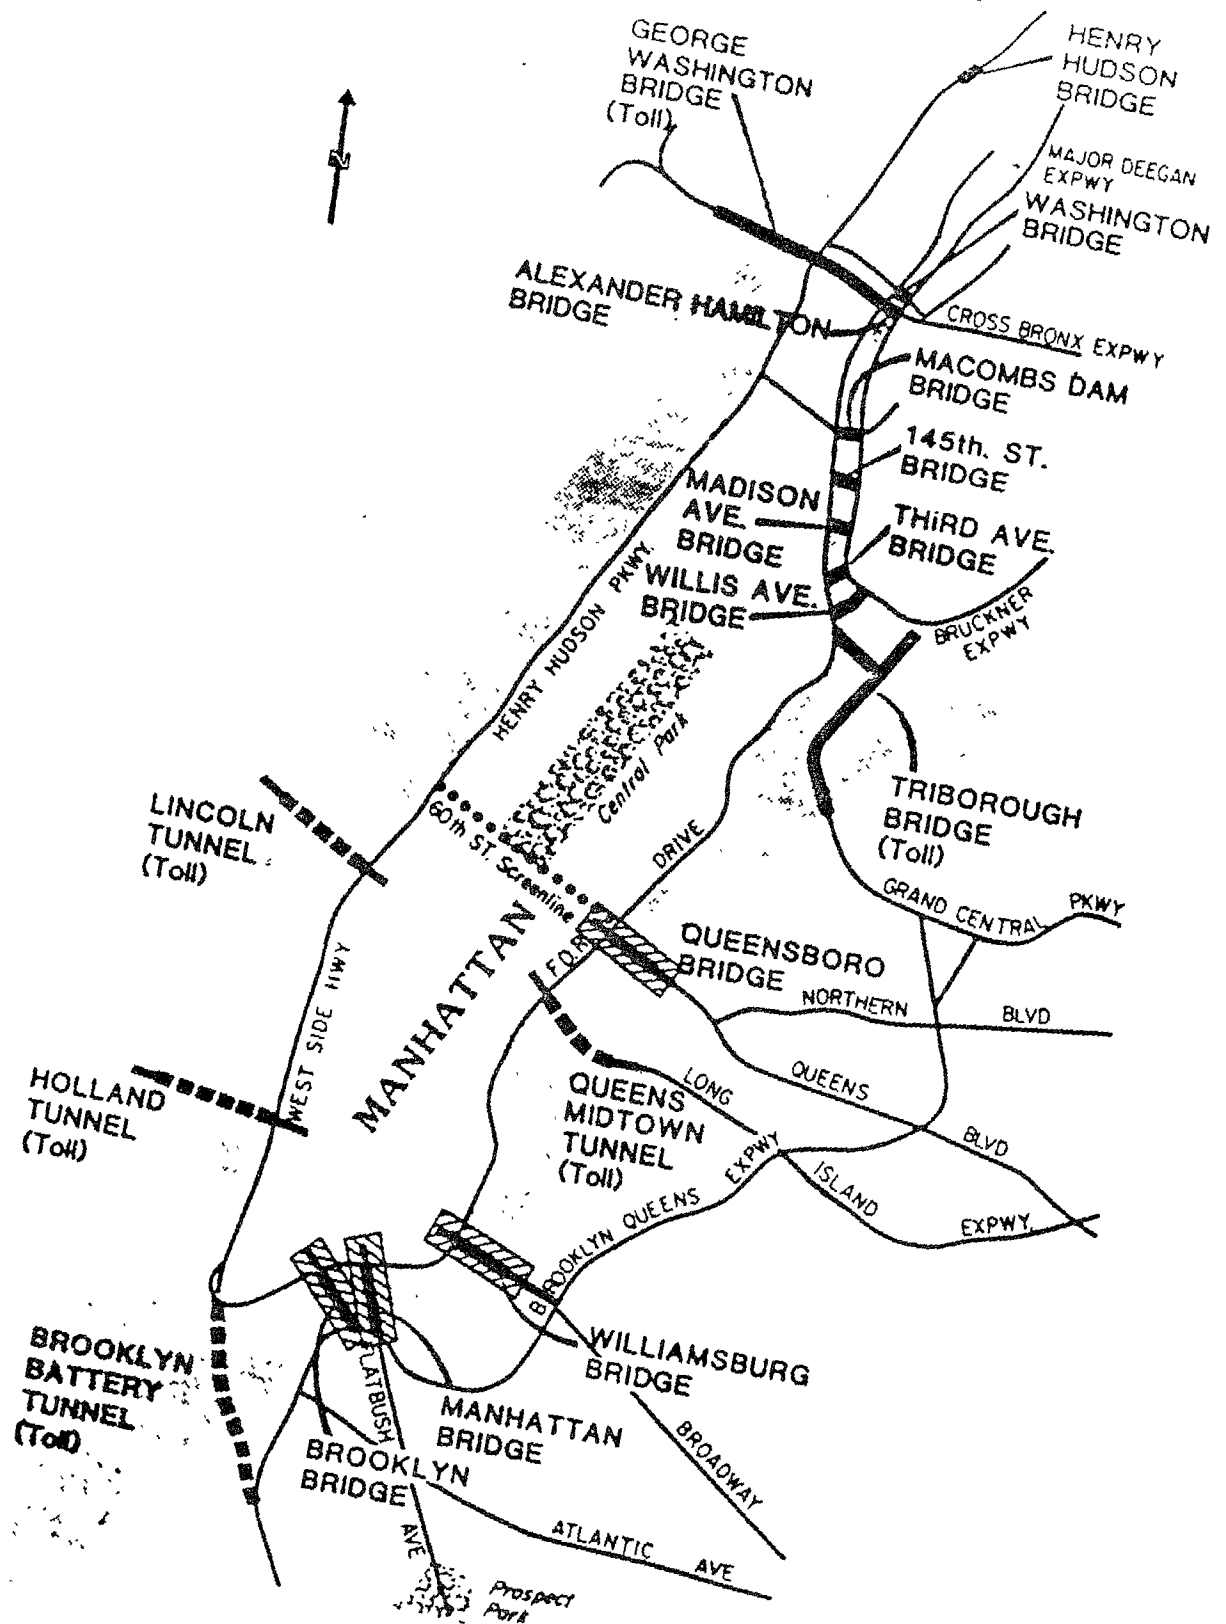 GEORGE
WASHINGTON
BRIDGE
(Toll)
HENRY
HUDSON
BRIDGE
N
MAJOR DEEGAN
EXPWY
WASHINGTON
BRIDGE
ALEXANDER HAMILTON
BRIDGE
CROSS BRONX EXPWY
MACOMBS DAM
BRIDGE
145th. ST.
BRIDGE
MADISON
AVE.
BRIDGE
THiRD AVE.
BRIDGE
WILLIS AVE.
BRIDGE
BRUCKNER
EXPWY
HENRY HUDSON PKWY.
Central Park
TRIBOROUGH
BRIDGE
(Toll)
LINCOLN
TUNNEL
(Toll)
60th ST. Screenline
F.D.R. DRIVE
GRAND CENTRAL PKWY
MANHATTAN
QUEENSBORO
BRIDGE
NORTHERN BLVD
WEST SIDE HWY
HOLLAND
TUNNEL
(Toll)
QUEENS
MIDTOWN
TUNNEL
(Toll)
LONG ISLAND EXPWY.
QUEENS BLVD
BROOKLYN QUEENS EXPWY
BROOKLYN
BATTERY
TUNNEL
(Toll)
WILLIAMSBURG
BRIDGE
MANHATTAN
BRIDGE
BROOKLYN
BRIDGE
FLATBUSH AVE
BROADWAY
ATLANTIC AVE
Prospect
Park